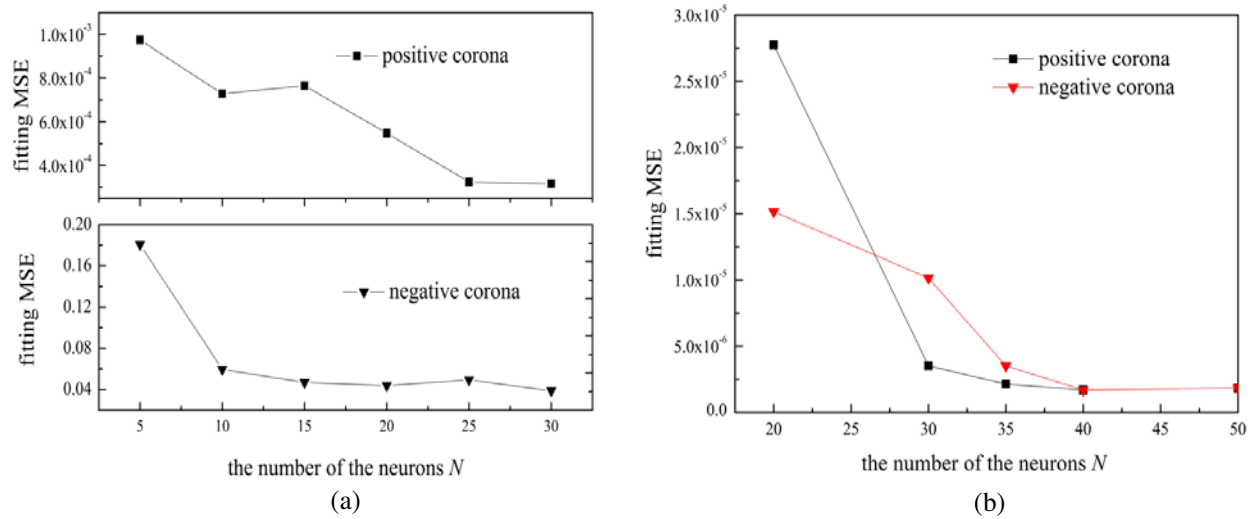 1.0x10⁻³
8.0x10⁻⁴
6.0x10⁻⁴
4.0x10⁻⁴
fitting MSE
positive corona
0.20
0.16
0.12
0.08
0.04
fitting MSE
negative corona
5 10 15 20 25 30
the number of the neurons N
(a)
3.0x10⁻⁵
2.5x10⁻⁵
2.0x10⁻⁵
1.5x10⁻⁵
1.0x10⁻⁵
5.0x10⁻⁶
0.0
fitting MSE
positive corona
negative corona
20 25 30 35 40 45 50
the number of the neurons N
(b)